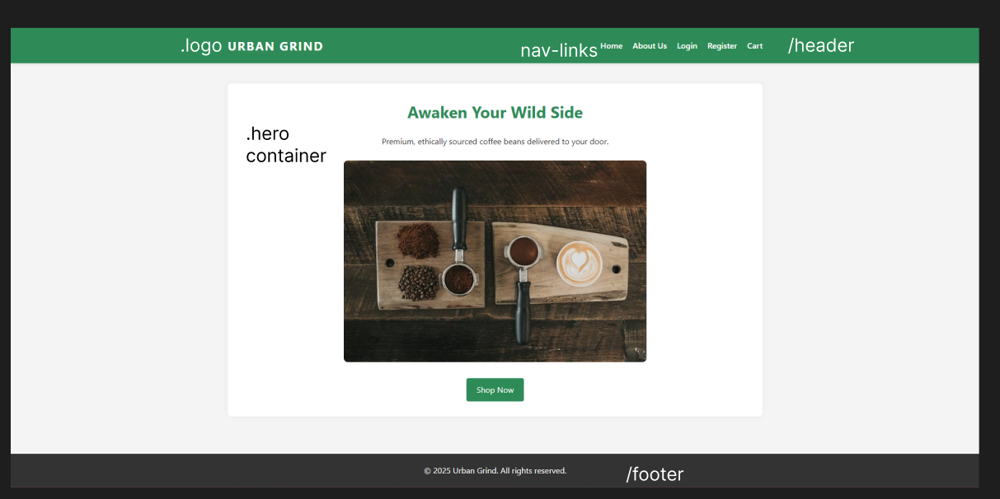 .logo URBAN GRIND nav-links Home About Us Login Register Cart /header
Awaken Your Wild Side
.hero
container
Premium, ethically sourced coffee beans delivered to your door.
Shop Now
© 2025 Urban Grind. All rights reserved. /footer